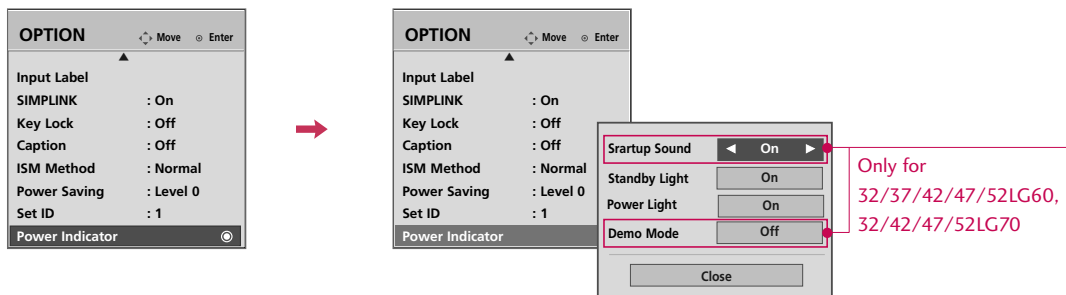 OPTION Move Enter
Input Label
SIMPLINK : On
Key Lock : Off
Caption : Off
ISM Method : Normal
Power Saving : Level 0
Set ID : 1
Power Indicator
OPTION Move Enter
Input Label
SIMPLINK : On
Key Lock : Off
Caption : Off
ISM Method : Normal
Power Saving : Level 0
Set ID : 1
Power Indicator
Srartup Sound ◄ On ►
Standby Light On
Power Light On
Demo Mode Off
Close
Only for
32/37/42/47/52LG60,
32/42/47/52LG70